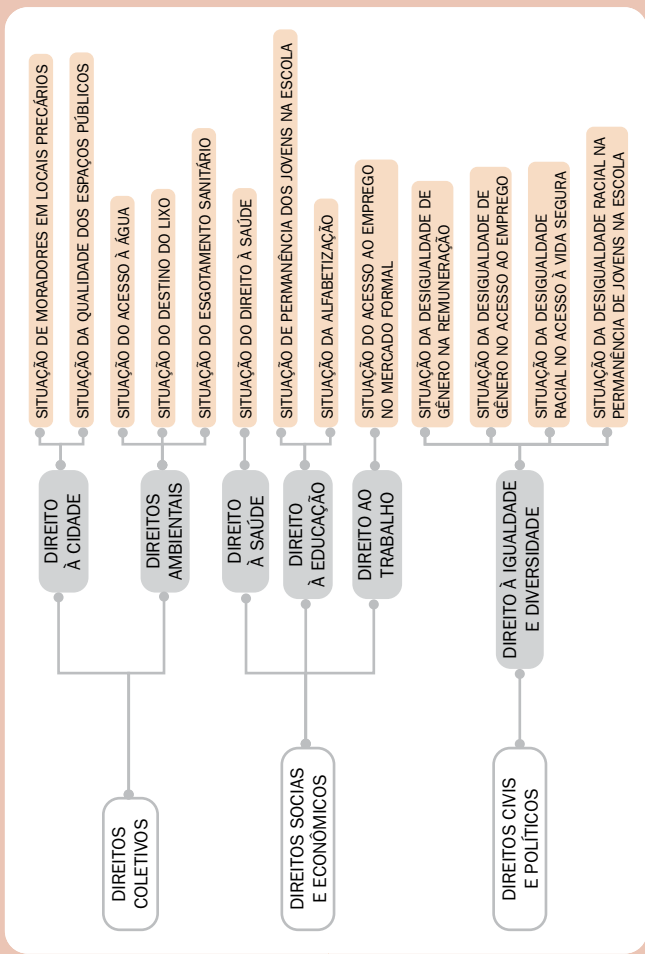 DIREITOS
COLETIVOS
DIREITO
À CIDADE
SITUAÇÃO DE MORADORES EM LOCAIS PRECÁRIOS
SITUAÇÃO DA QUALIDADE DOS ESPAÇOS PÚBLICOS
DIREITOS
AMBIENTAIS
SITUAÇÃO DO ACESSO À ÁGUA
SITUAÇÃO DO DESTINO DO LIXO
SITUAÇÃO DO ESGOTAMENTO SANITÁRIO
DIREITOS SOCIAS
E ECONÔMICOS
DIREITO
À SAÚDE
SITUAÇÃO DO DIREITO À SAÚDE
DIREITO
À EDUCAÇÃO
SITUAÇÃO DE PERMANÊNCIA DOS JOVENS NA ESCOLA
SITUAÇÃO DA ALFABETIZAÇÃO
DIREITO AO
TRABALHO
SITUAÇÃO DO ACESSO AO EMPREGO
NO MERCADO FORMAL
DIREITOS CIVIS
E POLÍTICOS
DIREITO À IGUALDADE
E DIVERSIDADE
SITUAÇÃO DA DESIGUALDADE DE
GÊNERO NA REMUNERAÇÃO
SITUAÇÃO DA DESIGUALDADE DE
GÊNERO NO ACESSO AO EMPREGO
SITUAÇÃO DA DESIGUALDADE
RACIAL NO ACESSO À VIDA SEGURA
SITUAÇÃO DA DESIGUALDADE RACIAL NA
PERMANÊNCIA DE JOVENS NA ESCOLA